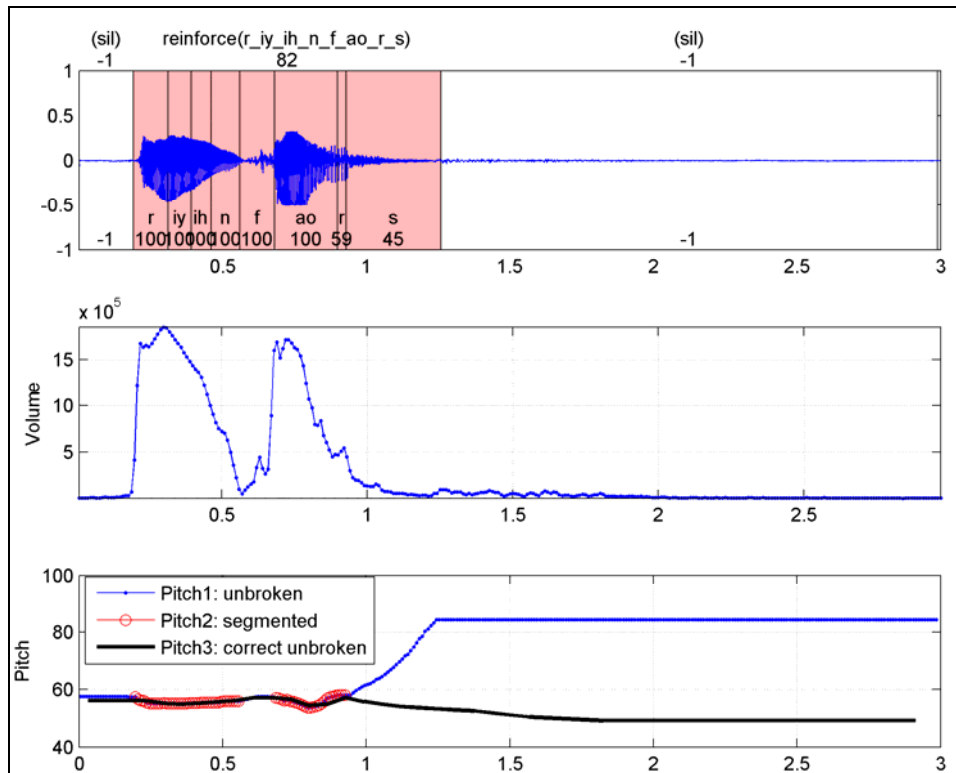 (sil) reinforce(r_iy_ih_n_f_ao_r_s) (sil)
-1 82 -1
1
0.5
0
-0.5
-1
r iy ih n f ao r s
-1 100 100 100 100 100 100 59 45 -1
0.5 1 1.5 2 2.5 3
x 10^5
15
10
5
Volume
0.5 1 1.5 2 2.5
100
80
60
40
Pitch
Pitch1: unbroken
Pitch2: segmented
Pitch3: correct unbroken
0 0.5 1 1.5 2 2.5 3